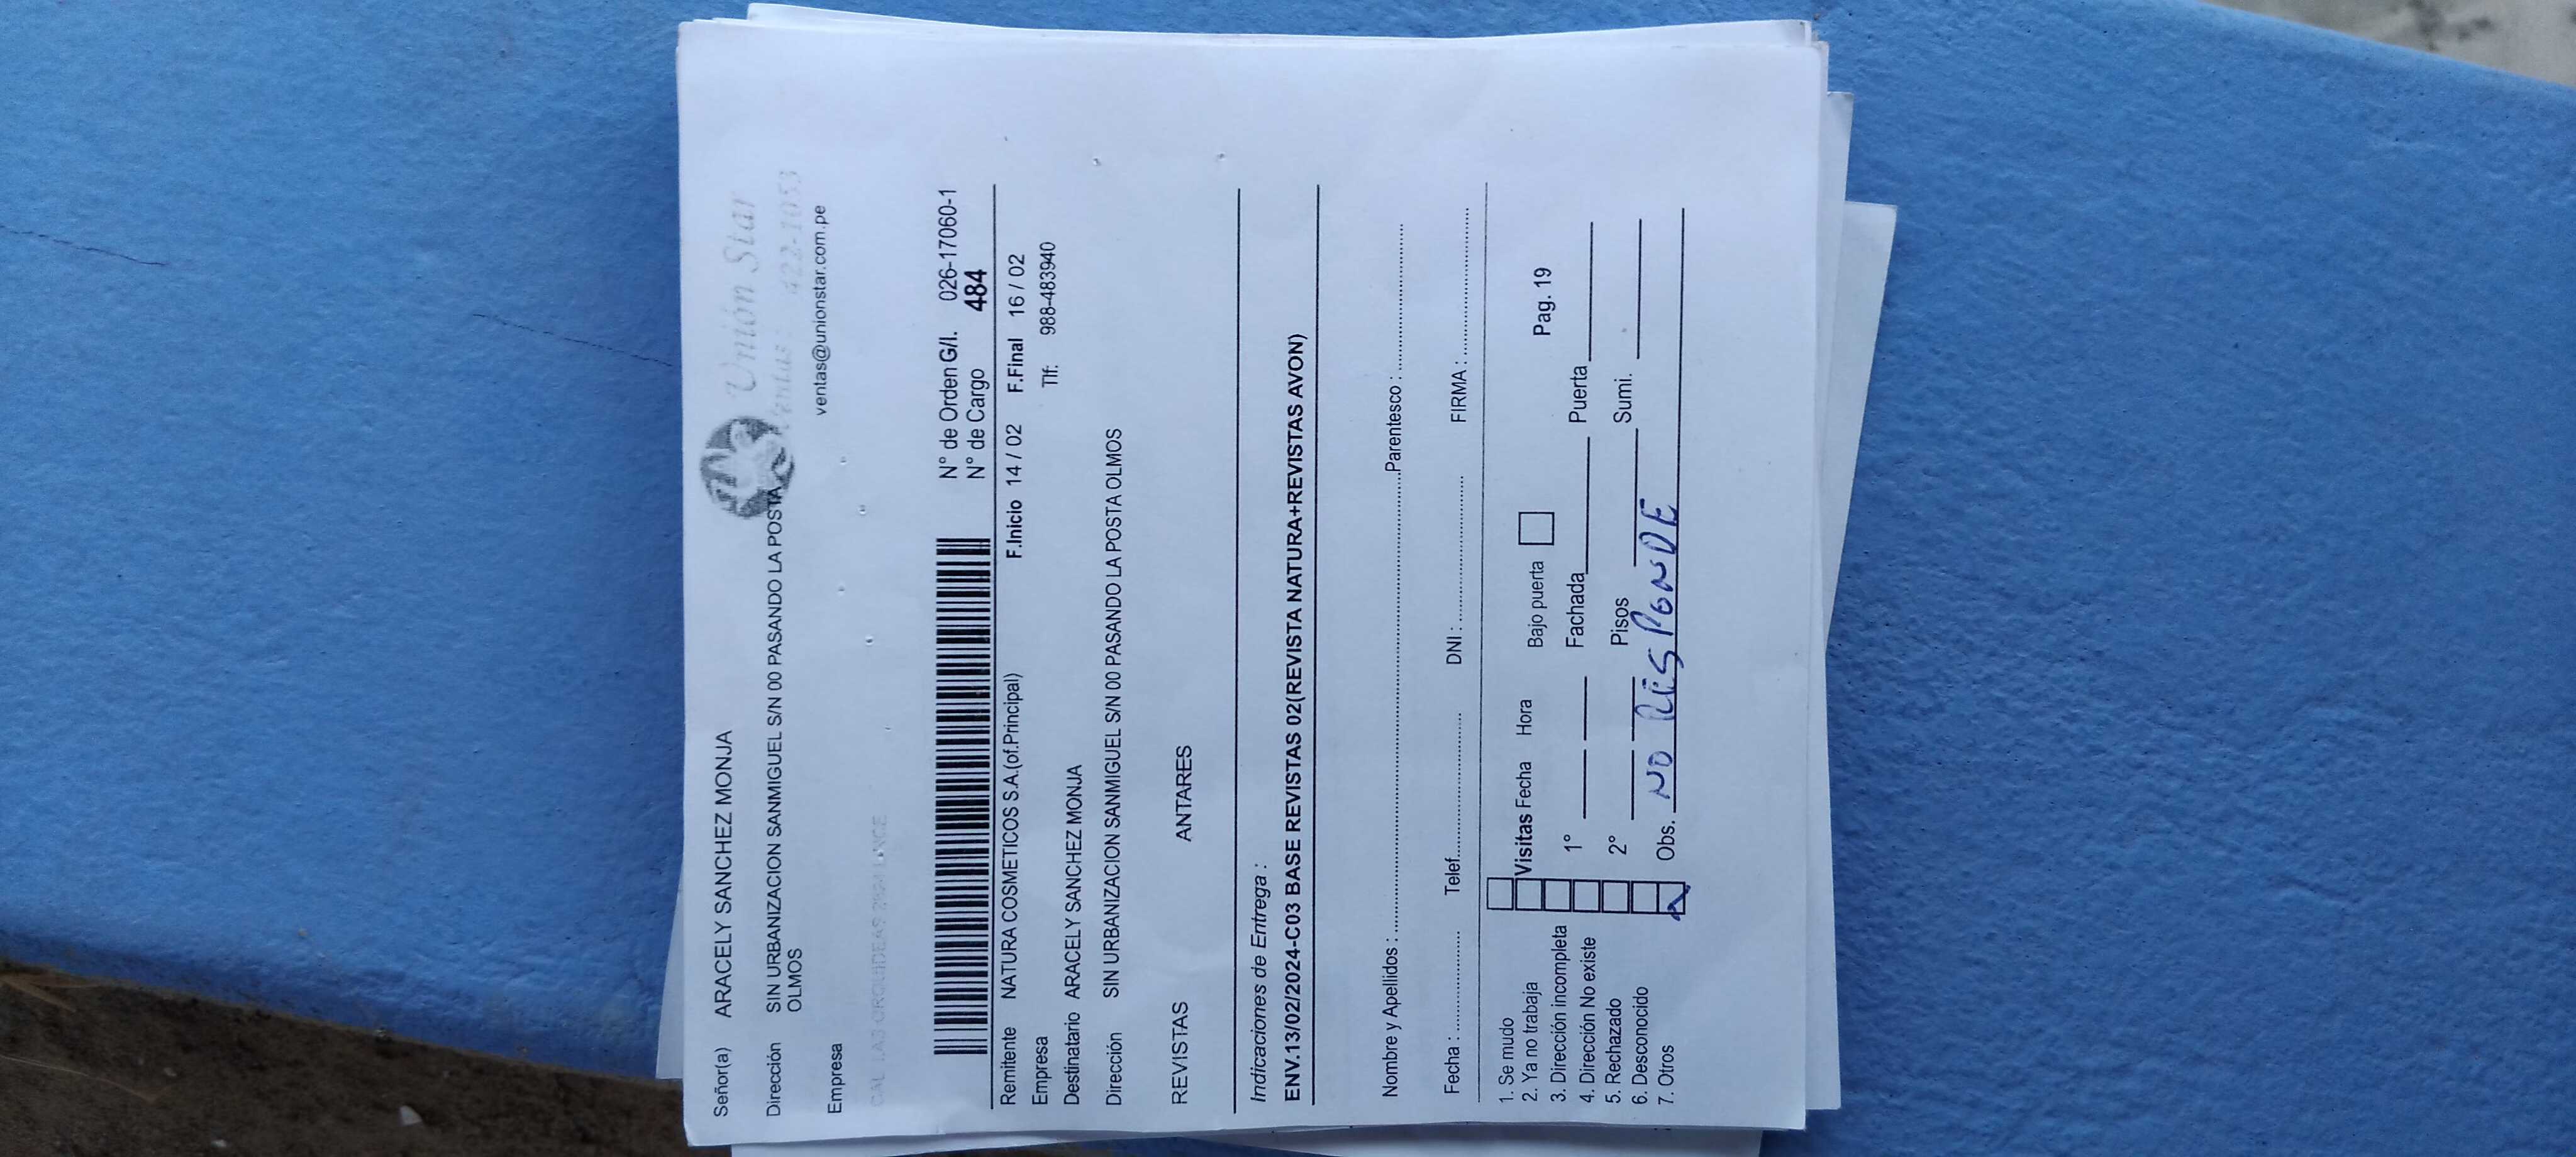 Unión Star
Señor(a) ARACELY SANCHEZ MONJA
Ventas : 422-1053
Dirección SIN URBANIZACION SANMIGUEL S/N 00 PASANDO LA POSTA
OLMOS
ventas@unionstar.com.pe
Empresa
CAL LAS ORQUIDEAS LINCE
N° de Orden G/I. 026-17060-1
N° de Cargo 484
Remitente NATURA COSMETICOS S.A.(of.Principal) F.Inicio 14 / 02 F.Final 16 / 02
Empresa Tlf: 988-483940
Destinatario ARACELY SANCHEZ MONJA
Dirección SIN URBANIZACION SANMIGUEL S/N 00 PASANDO LA POSTA OLMOS
REVISTAS ANTARES
Indicaciones de Entrega :
ENV.13/02/2024-C03 BASE REVISTAS 02(REVISTA NATURA+REVISTAS AVON)
Nombre y Apellidos : Parentesco :
Fecha : Telef. DNI : FIRMA :
1. Se mudo
2. Ya no trabaja Visitas Fecha Hora Bajo puerta Pag. 19
3. Dirección incompleta
4. Dirección No existe 1° Fachada Puerta
5. Rechazado
6. Desconocido 2° Pisos Sumi.
7. Otros Obs. NO RESPONDE